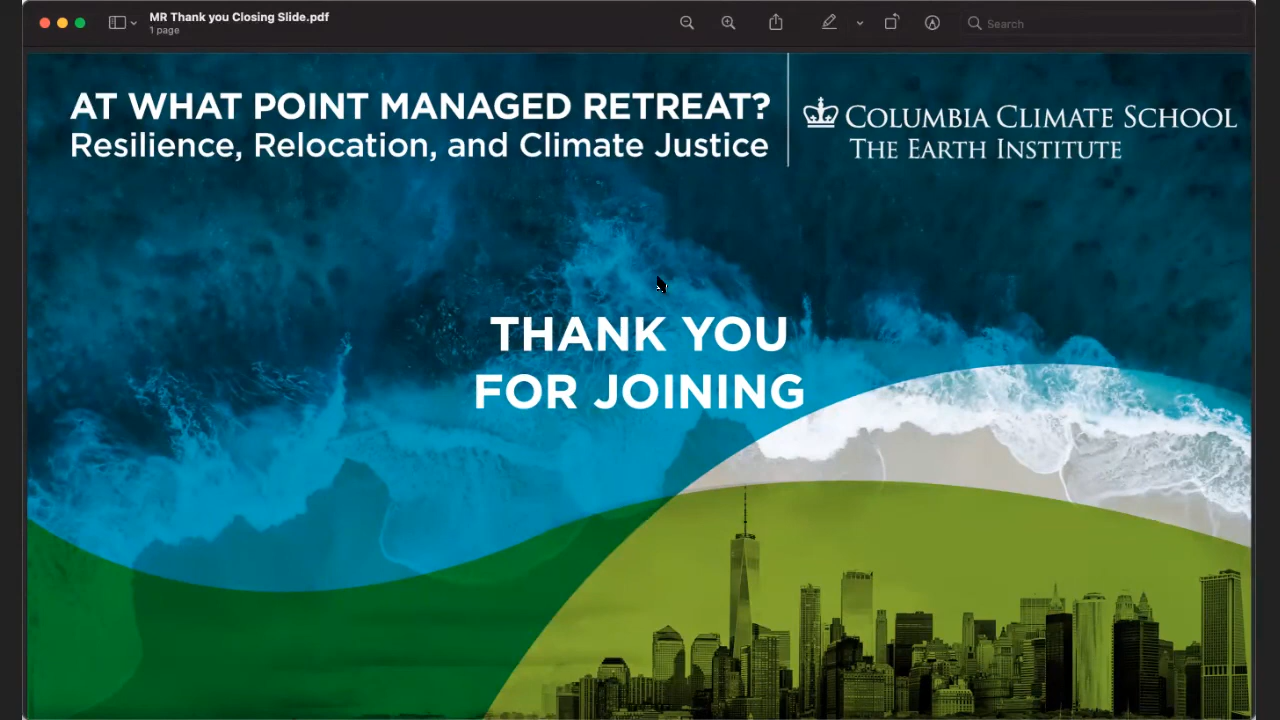 MR Thank you Closing Slide.pdf
1 page
Search
AT WHAT POINT MANAGED RETREAT?
Resilience, Relocation, and Climate Justice
COLUMBIA CLIMATE SCHOOL
THE EARTH INSTITUTE
THANK YOU
FOR JOINING